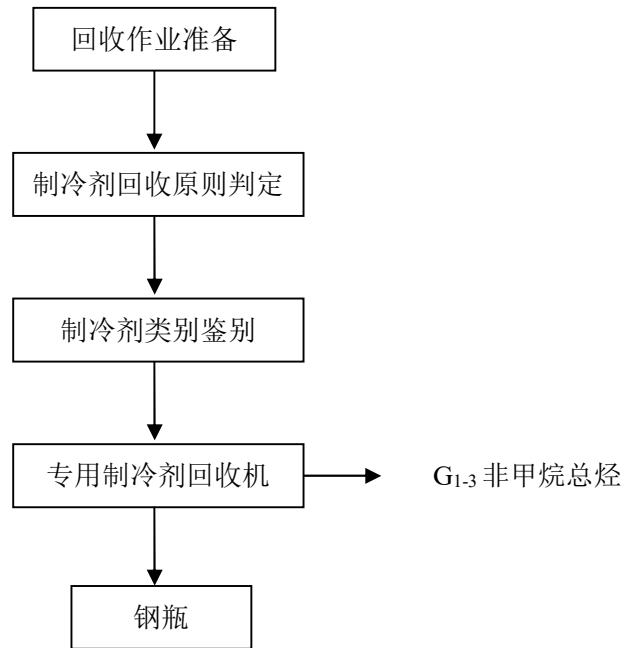 回收作业准备
制冷剂回收原则判定
制冷剂类别鉴别
专用制冷剂回收机
G1-3 非甲烷总烃
钢瓶